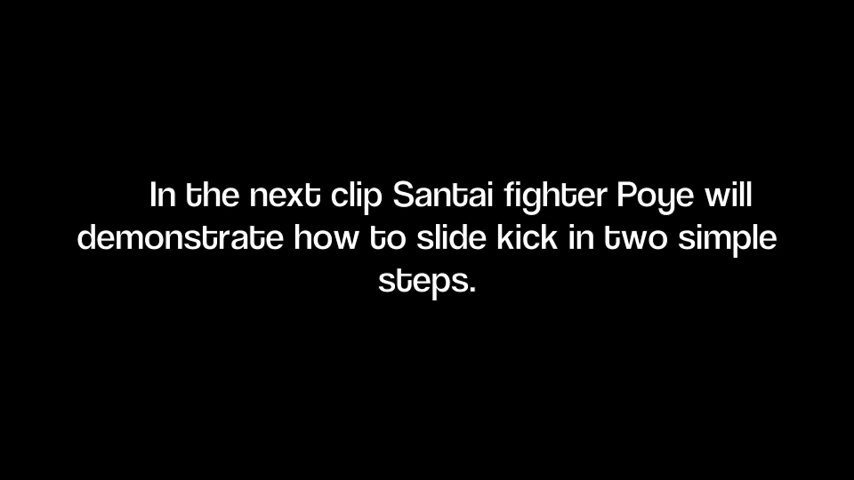 In the next clip Santai fighter Poye will
demonstrate how to slide kick in two simple
steps.